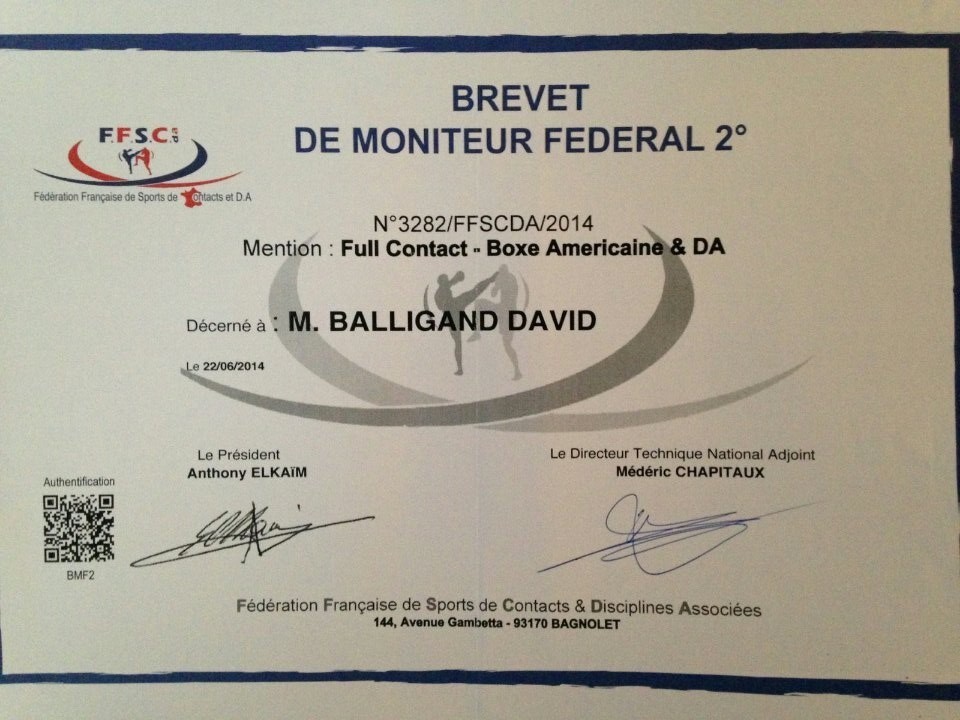 BREVET
DE MONITEUR FEDERAL 2°
F.F.S.C.da
Fédération Française de Sports de Contacts et D.A
N°3282/FFSCDA/2014
Mention : Full Contact - Boxe Americaine & DA
Décerné à : M. BALLIGAND DAVID
Le 22/06/2014
Le Président
Anthony ELKAïM
Le Directeur Technique National Adjoint
Médéric CHAPITAUX
Authentification
BMF2
Fédération Française de Sports de Contacts & Disciplines Associées
144, Avenue Gambetta - 93170 BAGNOLET